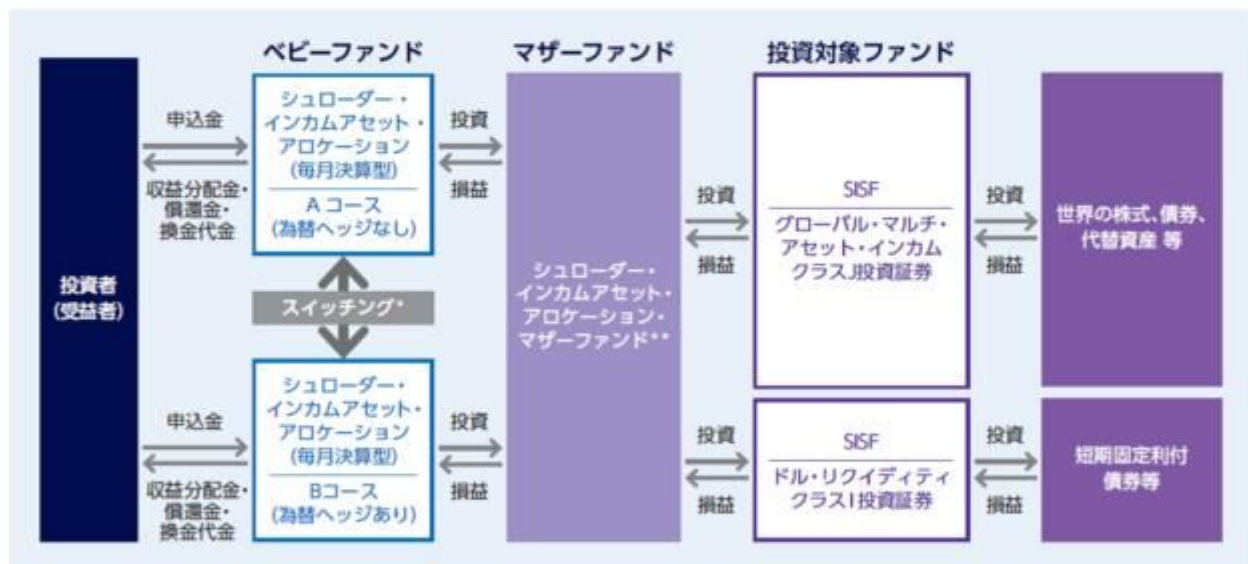 ベビーファンド
マザーファンド
投資対象ファンド
投資者
(受益者)
申込金
収益分配金・
償還金・
換金代金
シュローダー・
インカムアセット・
アロケーション
(毎月決算型)
Aコース
(為替ヘッジなし)
投資
損益
スイッチング*
申込金
収益分配金・
償還金・
換金代金
シュローダー・
インカムアセット・
アロケーション
(毎月決算型)
Bコース
(為替ヘッジあり)
投資
損益
シュローダー・
インカムアセット・
アロケーション・
マザーファンド**
投資
損益
SISF
グローバル・マルチ・
アセット・インカム
クラスJ投資証券
投資
損益
世界の株式、債券、
代替資産 等
投資
損益
SISF
ドル・リクイディティ
クラスI投資証券
投資
損益
短期固定利付
債券等